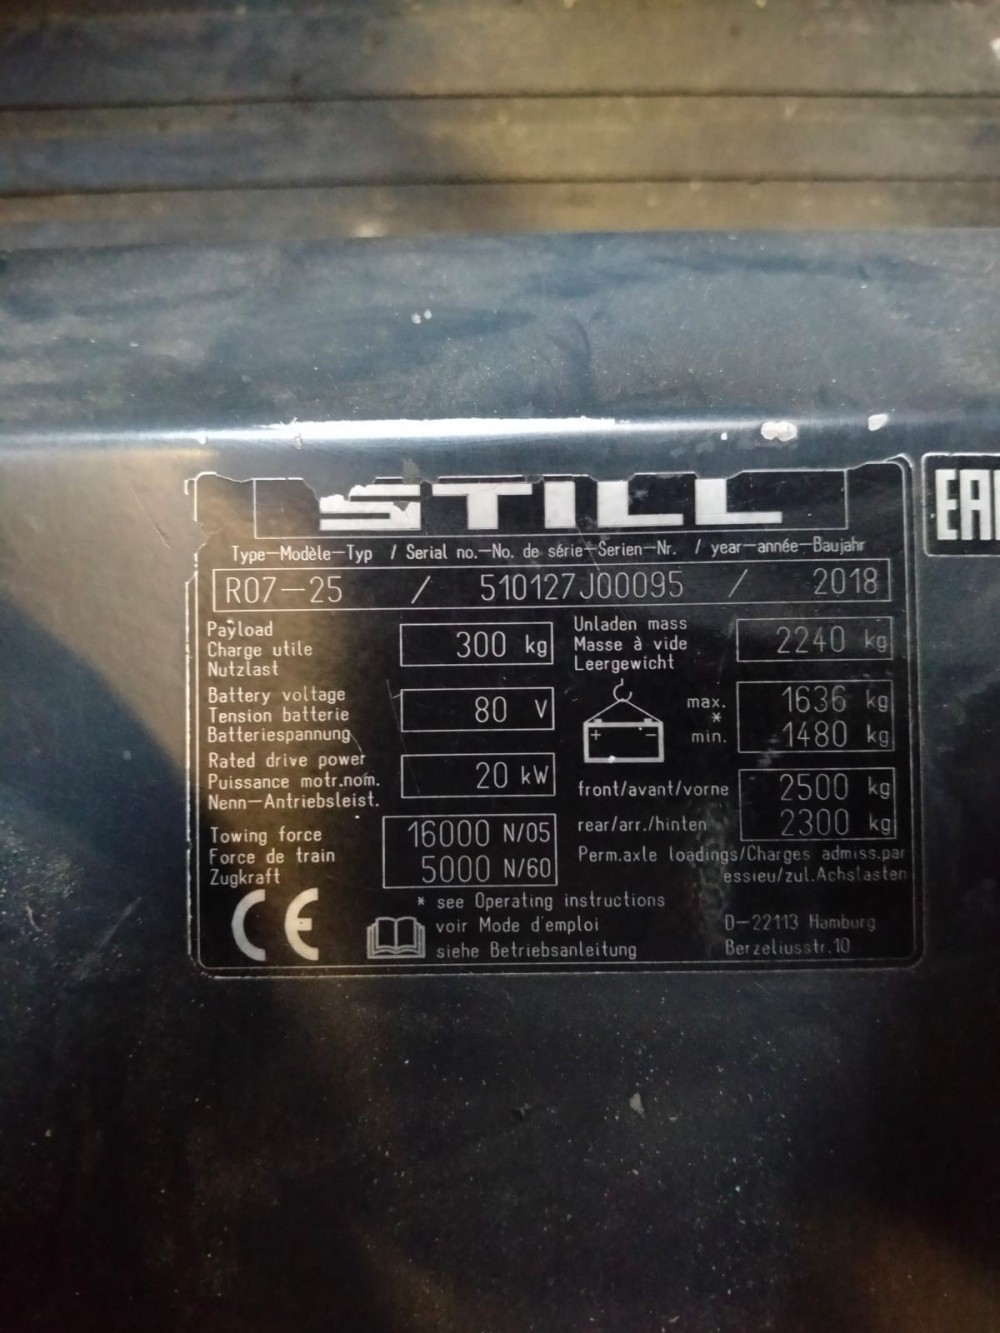 STILL
EAC
Type—Modèle—Typ / Serial no.—No. de série—Serien—Nr. / year—année—Baujahr
R07—25 / 510127J00095 / 2018
Payload
Charge utile
Nutzlast
300 kg
Unladen mass
Masse à vide
Leergewicht
2240 kg
Battery voltage
Tension batterie
Batteriespannung
80 V
+ −
max. 1636 kg
*
min. 1480 kg
Rated drive power
Puissance motr.nom.
Nenn—Antriebsleist.
20 kW
front/avant/vorne 2500 kg
rear/arr./hinten 2300 kg
Perm.axle loadings/Charges admiss.par
essieu/zul.Achslasten
Towing force
Force de train
Zugkraft
16000 N/05
5000 N/60
CE
* see Operating instructions
voir Mode d'emploi
siehe Betriebsanleitung
D—22113 Hamburg
Berzeliusstr.10